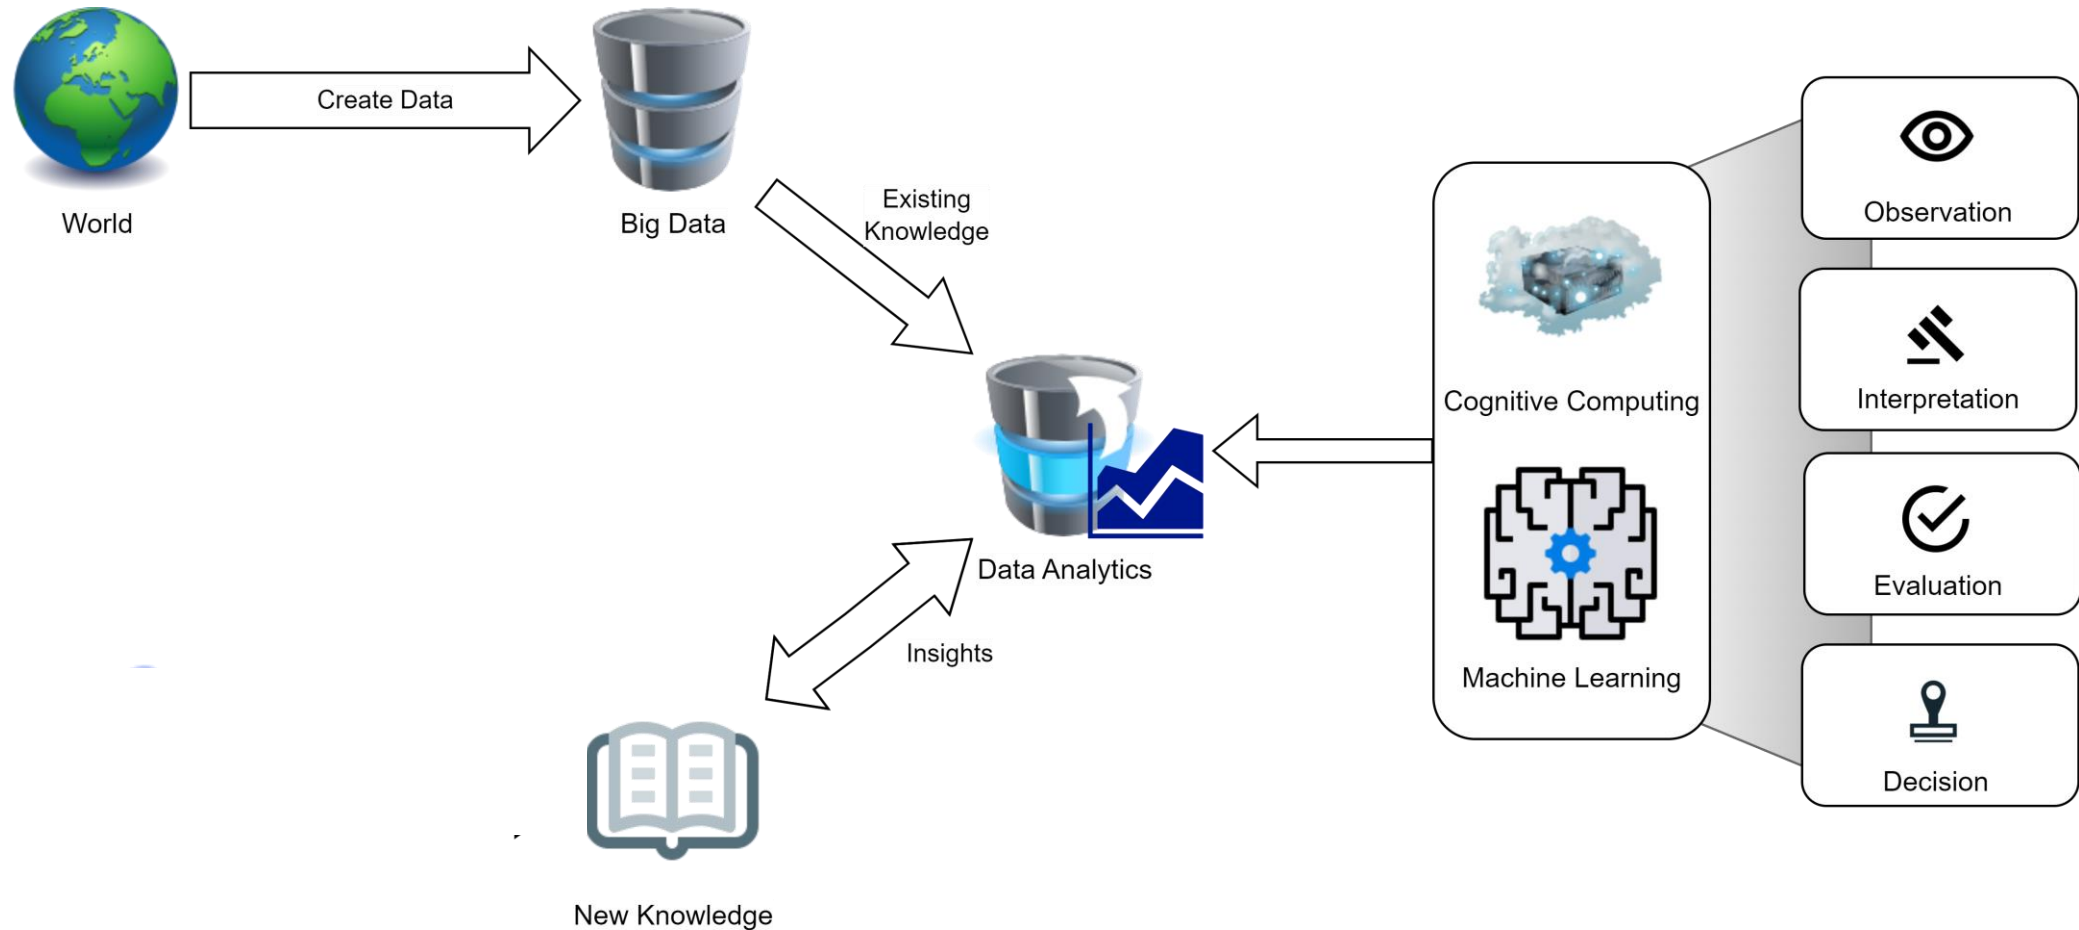 Create Data
World
Big Data
Existing
Knowledge
Data Analytics
Insights
New Knowledge
Cognitive Computing
Machine Learning
Observation
Interpretation
Evaluation
Decision